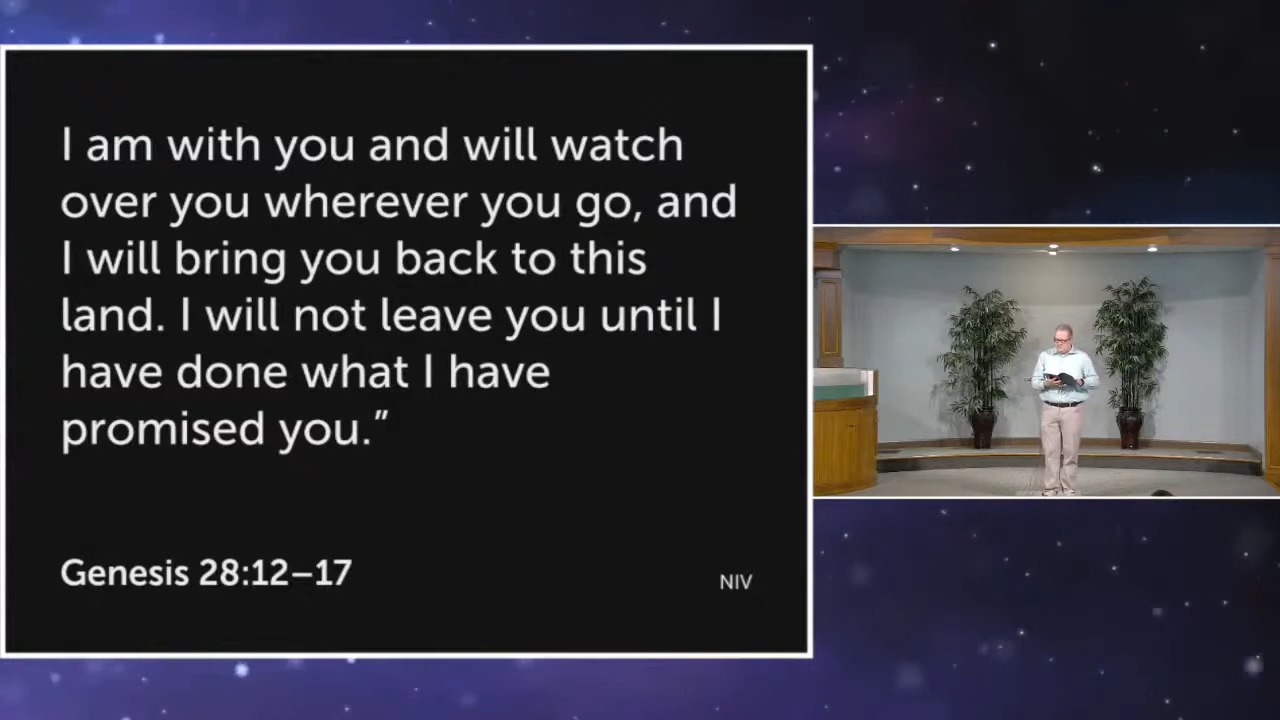 I am with you and will watch
over you wherever you go, and
I will bring you back to this
land. I will not leave you until I
have done what I have
promised you.”
Genesis 28:12–17
NIV